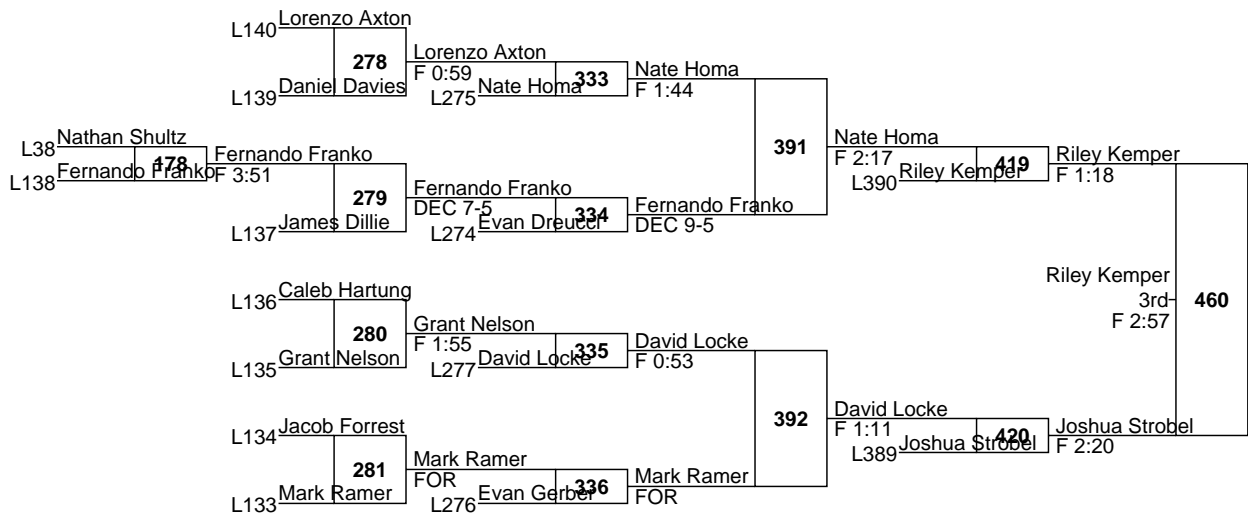 L140 Lorenzo Axton
278
Lorenzo Axton
F 0:59
333
Nate Homa
F 1:44
L139 Daniel Davies
L275 Nate Homa
L38 Nathan Shultz
178
Fernando Franko
F 3:51
L138 Fernando Franko
391
Nate Homa
F 2:17
419
Riley Kemper
F 1:18
L390 Riley Kemper
279
Fernando Franko
DEC 7-5
334
Fernando Franko
DEC 9-5
L137 James Dillie
L274 Evan Dreucci
Riley Kemper
3rd
F 2:57
460
L136 Caleb Hartung
280
Grant Nelson
F 1:55
335
David Locke
F 0:53
L135 Grant Nelson
L277 David Locke
392
David Locke
F 1:11
420
Joshua Strobel
F 2:20
L389 Joshua Strobel
L134 Jacob Forrest
281
Mark Ramer
FOR
336
Mark Ramer
FOR
L133 Mark Ramer
L276 Evan Gerber